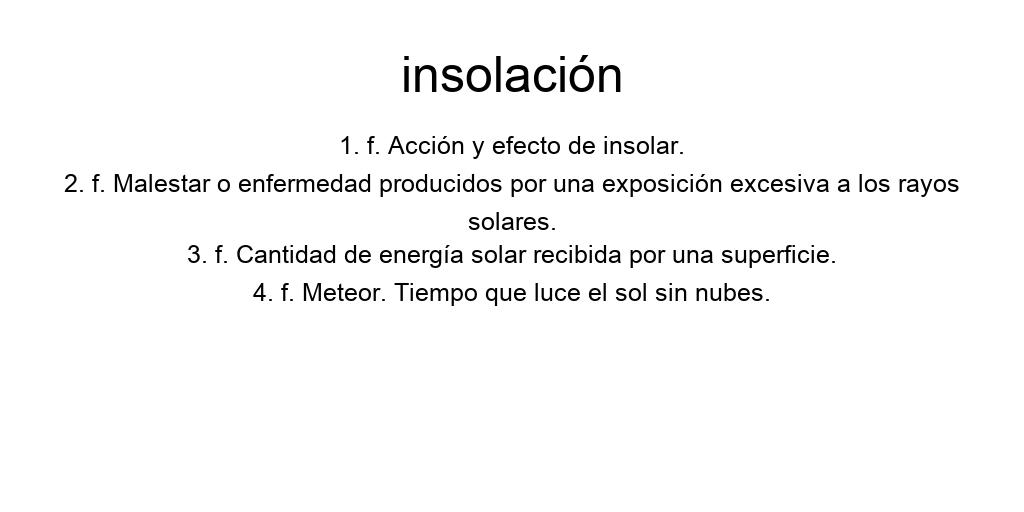 insolación
1. f. Acción y efecto de insolar.
2. f. Malestar o enfermedad producidos por una exposición excesiva a los rayos
solares.
3. f. Cantidad de energía solar recibida por una superficie.
4. f. Meteor. Tiempo que luce el sol sin nubes.